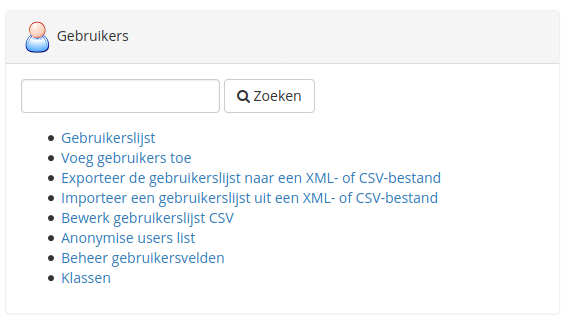 Gebruikers
Zoeken
Gebruikerslijst
Voeg gebruikers toe
Exporteer de gebruikerslijst naar een XML- of CSV-bestand
Importeer een gebruikerslijst uit een XML- of CSV-bestand
Bewerk gebruikerslijst CSV
Anonymise users list
Beheer gebruikersvelden
Klassen